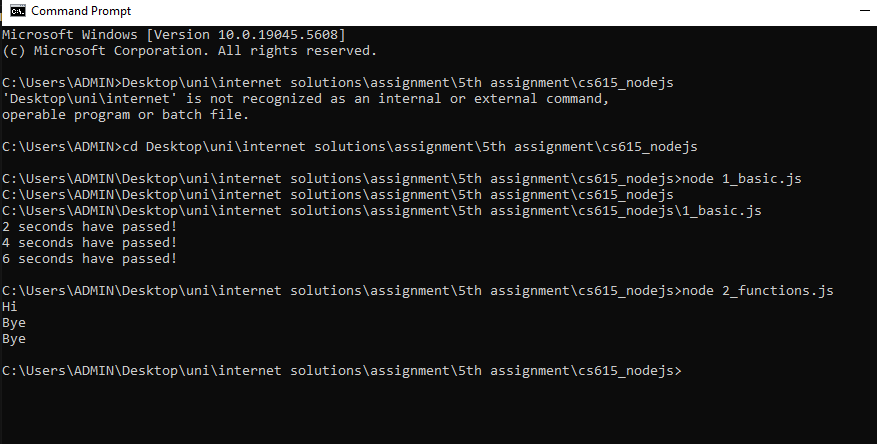 Command Prompt
Microsoft Windows [Version 10.0.19045.5608]
(c) Microsoft Corporation. All rights reserved.
C:\Users\ADMIN>Desktop\uni\internet solutions\assignment\5th assignment\cs615_nodejs
'Desktop\uni\internet' is not recognized as an internal or external command,
operable program or batch file.
C:\Users\ADMIN>cd Desktop\uni\internet solutions\assignment\5th assignment\cs615_nodejs
C:\Users\ADMIN\Desktop\uni\internet solutions\assignment\5th assignment\cs615_nodejs>node 1_basic.js
C:\Users\ADMIN\Desktop\uni\internet solutions\assignment\5th assignment\cs615_nodejs
C:\Users\ADMIN\Desktop\uni\internet solutions\assignment\5th assignment\cs615_nodejs\1_basic.js
2 seconds have passed!
4 seconds have passed!
6 seconds have passed!
C:\Users\ADMIN\Desktop\uni\internet solutions\assignment\5th assignment\cs615_nodejs>node 2_functions.js
Hi
Bye
Bye
C:\Users\ADMIN\Desktop\uni\internet solutions\assignment\5th assignment\cs615_nodejs>